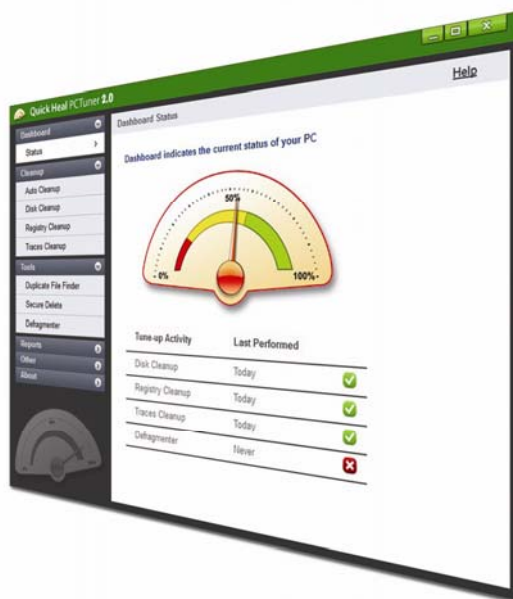 Quick Heal PCTuner 2.0
Help
Dashboard
Status
Cleanup
Auto Cleanup
Disk Cleanup
Registry Cleanup
Traces Cleanup
Tools
Duplicate File Finder
Secure Delete
Defragmenter
Reports
Other
About
Dashboard Status
Dashboard indicates the current status of your PC
50%
0%
100%
Tune-up Activity Last Performed
Disk Cleanup Today
Registry Cleanup Today
Traces Cleanup Today
Defragmenter Never